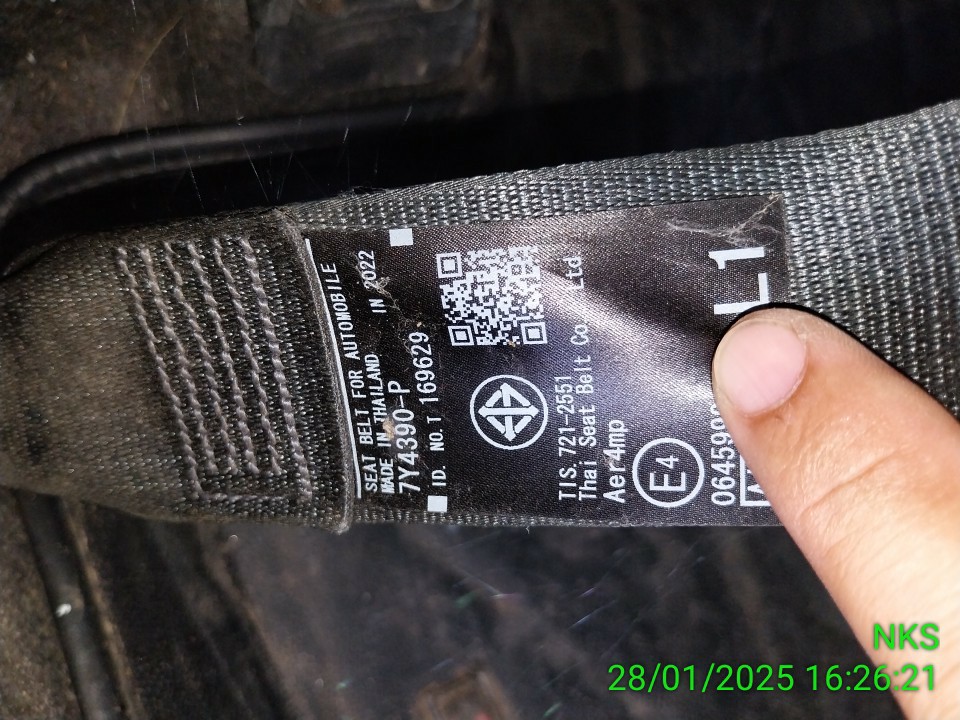 SEAT BELT FOR AUTOMOBILE
MADE IN THAILAND IN 2022
7Y4390-P
ID. NO. T 169629
TIS. 721-2551
Thai Seat Belt Co Ltd
Aer4mp
E4
L1
NKS
28/01/2025 16:26:21